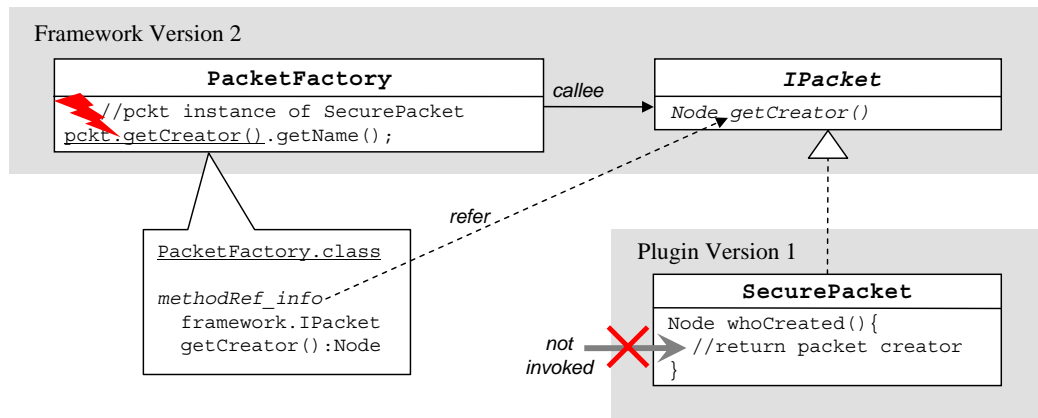 Framework Version 2
PacketFactory
//pckt instance of SecurePacket
pckt.getCreator().getName();
callee
IPacket
Node getCreator()
refer
PacketFactory.class
methodRef_info
framework.IPacket
getCreator():Node
Plugin Version 1
SecurePacket
Node whoCreated(){
//return packet creator
}
not
invoked